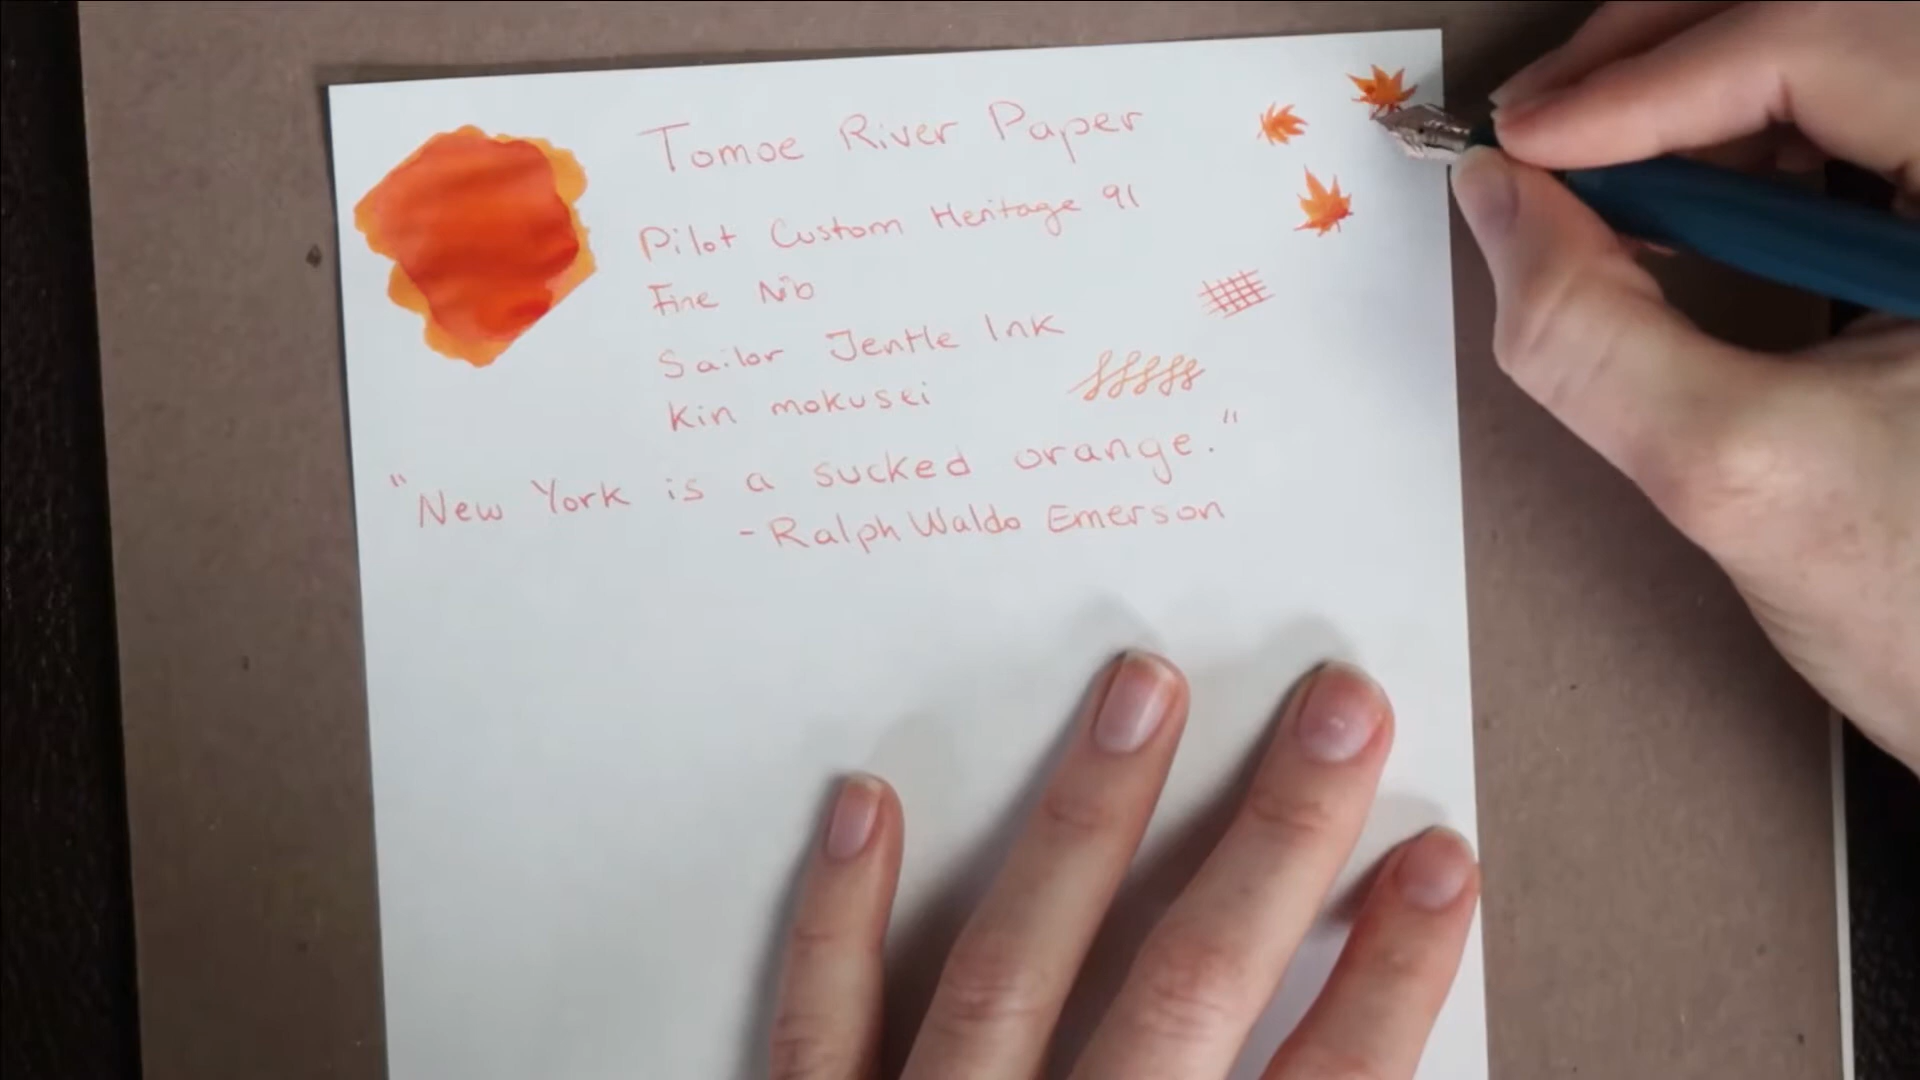 Tomoe River Paper
Pilot Custom Heritage 91
Fine Nib
Sailor Jentle Ink
Kin mokusei
"New York is a sucked orange."
- Ralph Waldo Emerson